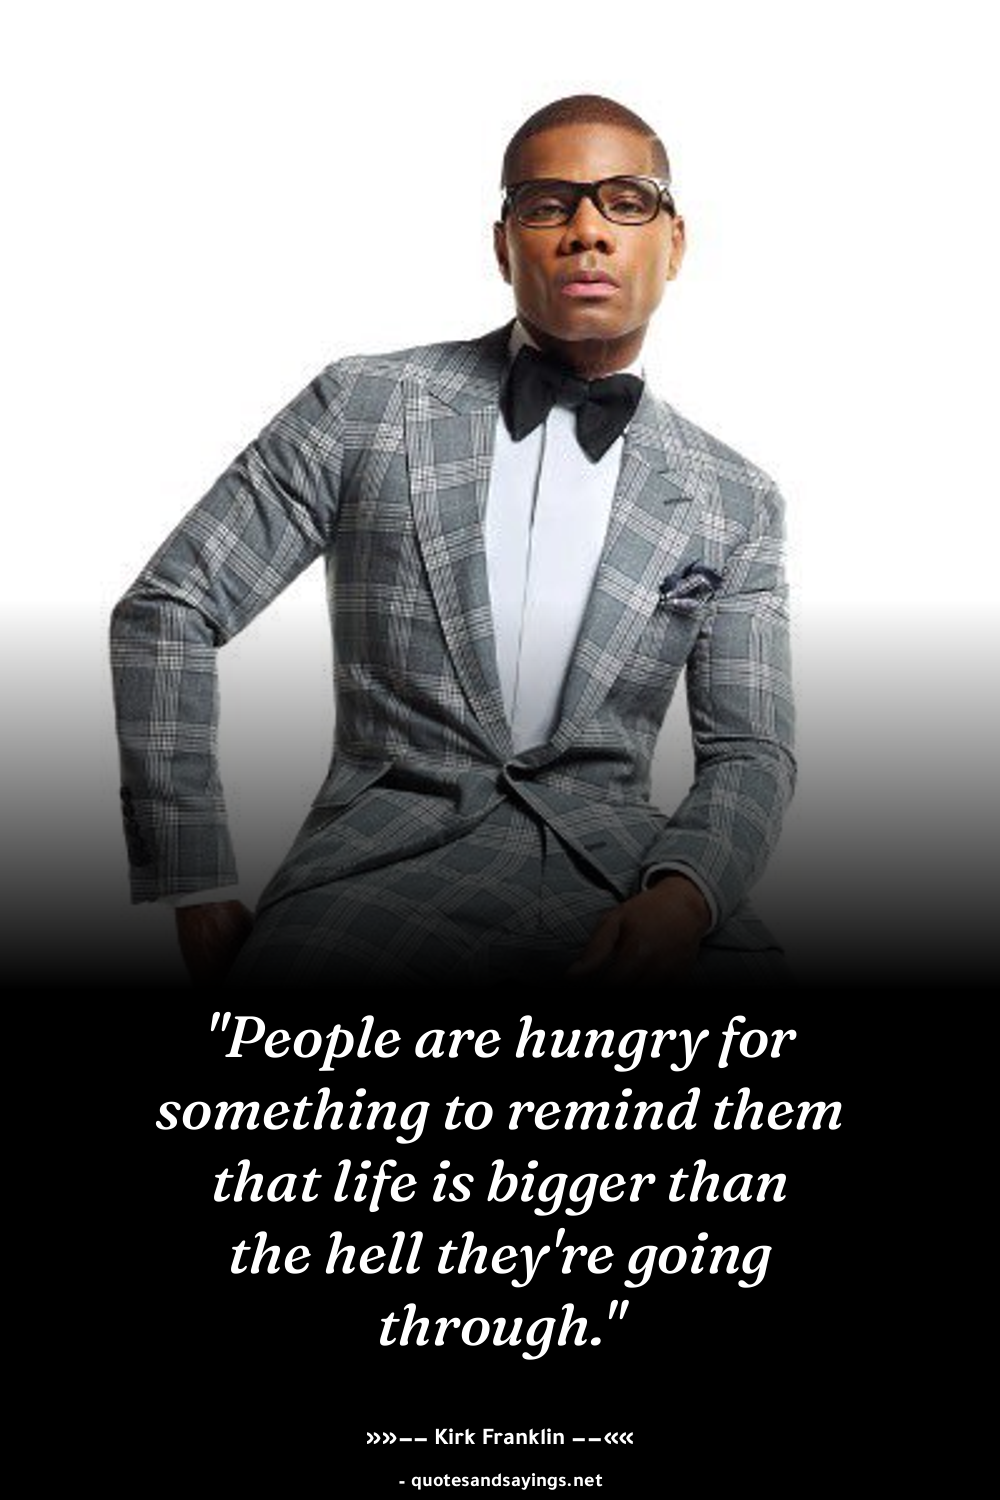 "People are hungry for
something to remind them
that life is bigger than
the hell they're going
through."
»»−− Kirk Franklin −−««
- quotesandsayings.net